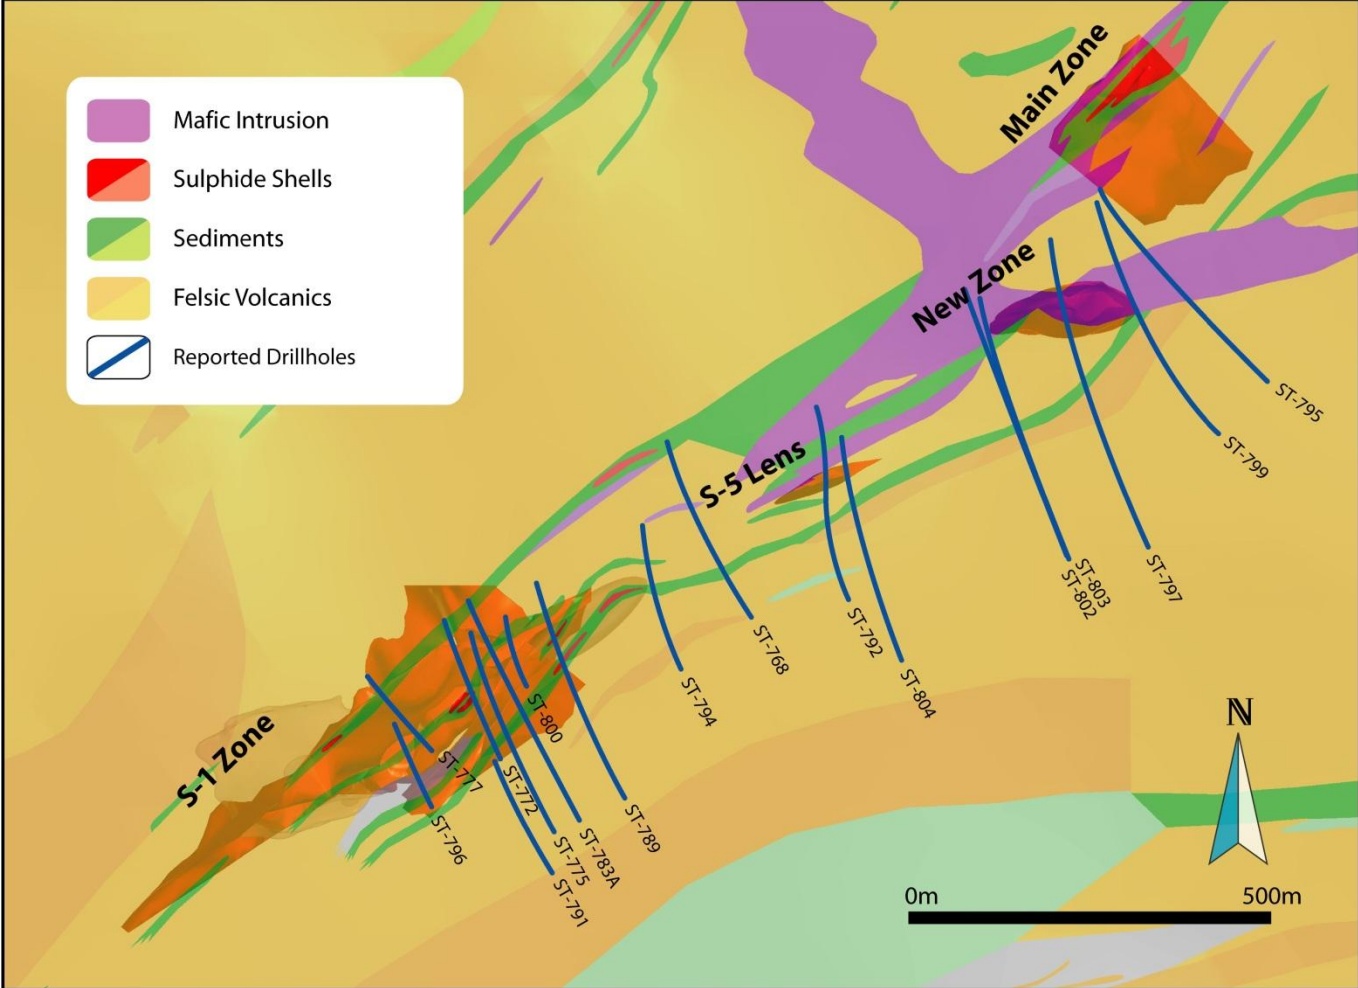 Mafic Intrusion
Sulphide Shells
Sediments
Felsic Volcanics
Reported Drillholes
Main Zone
New Zone
S-5 Lens
S-1 Zone
ST-795
ST-799
ST-797
ST-803
ST-802
ST-792
ST-804
ST-768
ST-794
ST-800
ST-777
ST-772
ST-796
ST-789
ST-783A
ST-775
ST-791
N
0m
500m